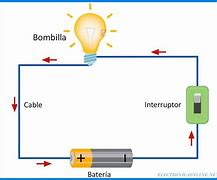 Bombilla
Cable
Interruptor
+ -
Batería